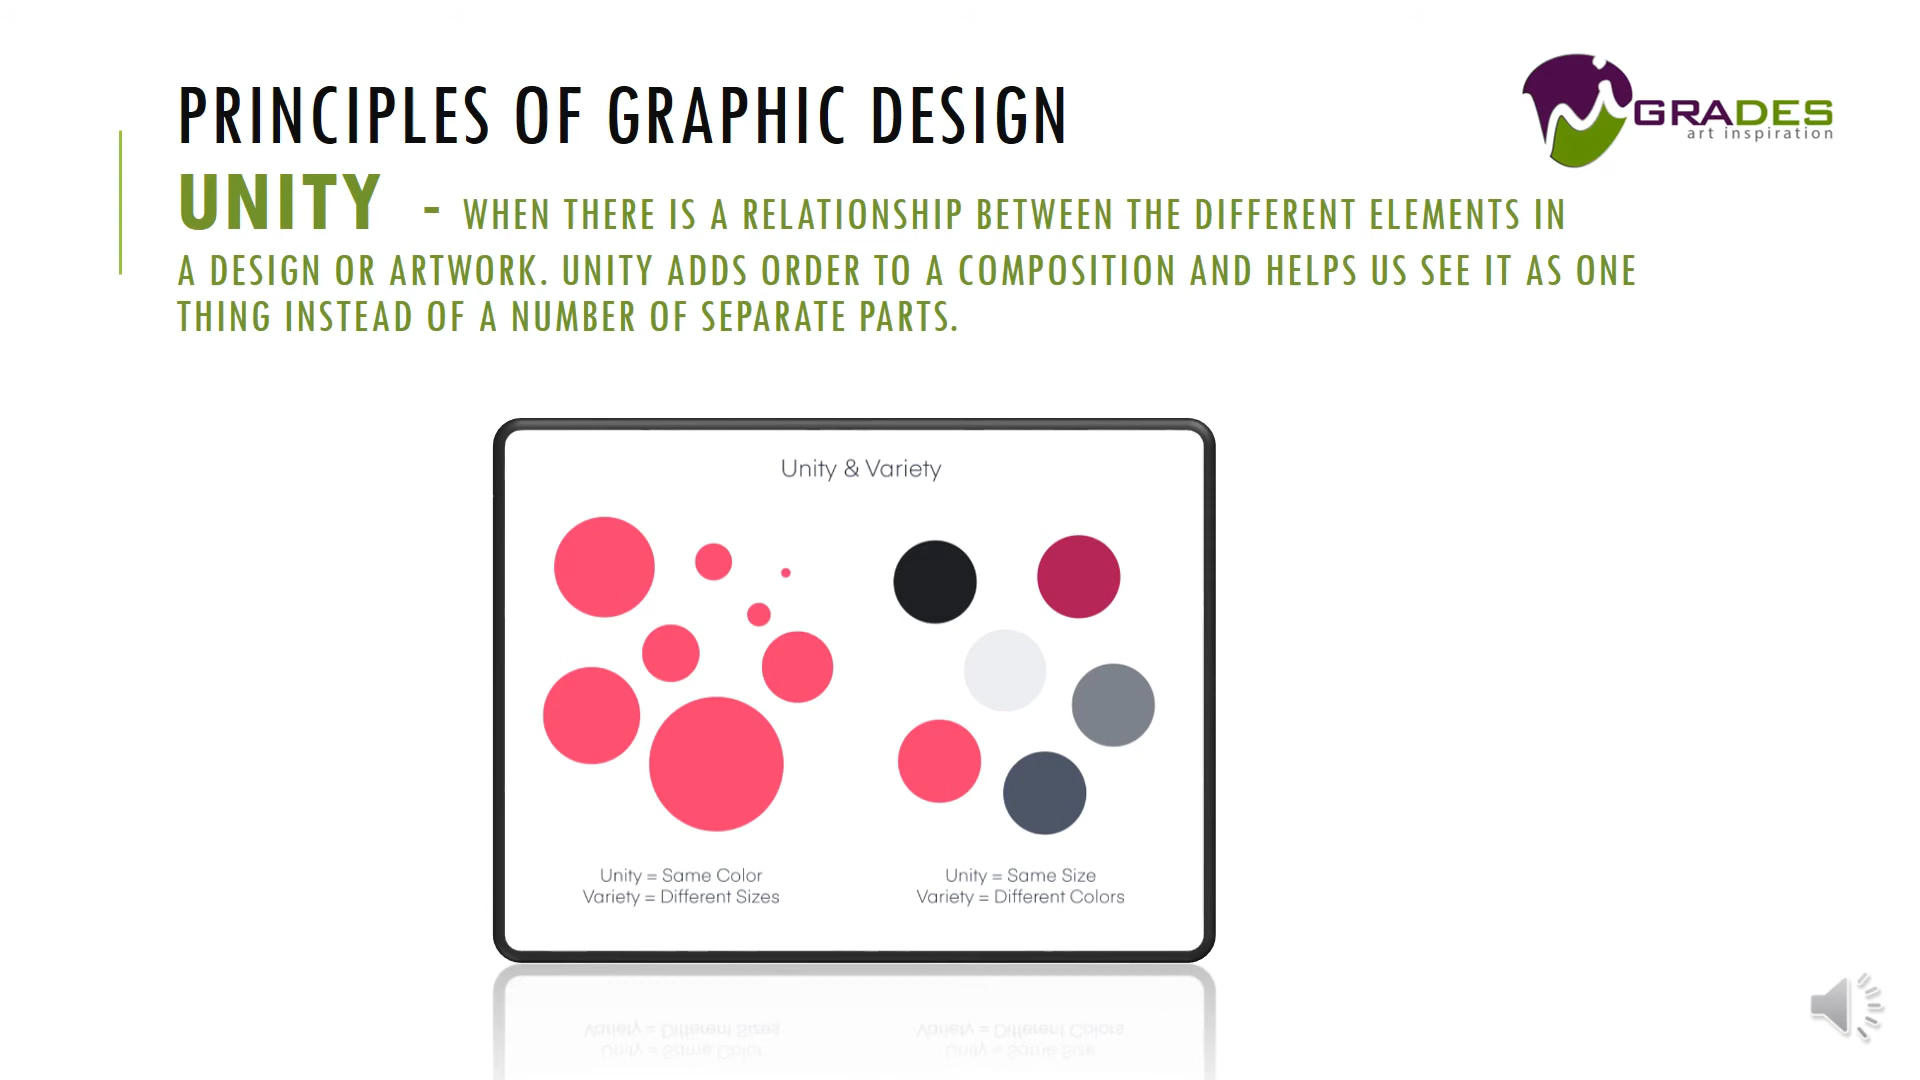 PRINCIPLES OF GRAPHIC DESIGN
GRADES
art inspiration
UNITY - WHEN THERE IS A RELATIONSHIP BETWEEN THE DIFFERENT ELEMENTS IN
A DESIGN OR ARTWORK. UNITY ADDS ORDER TO A COMPOSITION AND HELPS US SEE IT AS ONE
THING INSTEAD OF A NUMBER OF SEPARATE PARTS.
Unity & Variety
Unity = Same Color
Variety = Different Sizes
Unity = Same Size
Variety = Different Colors